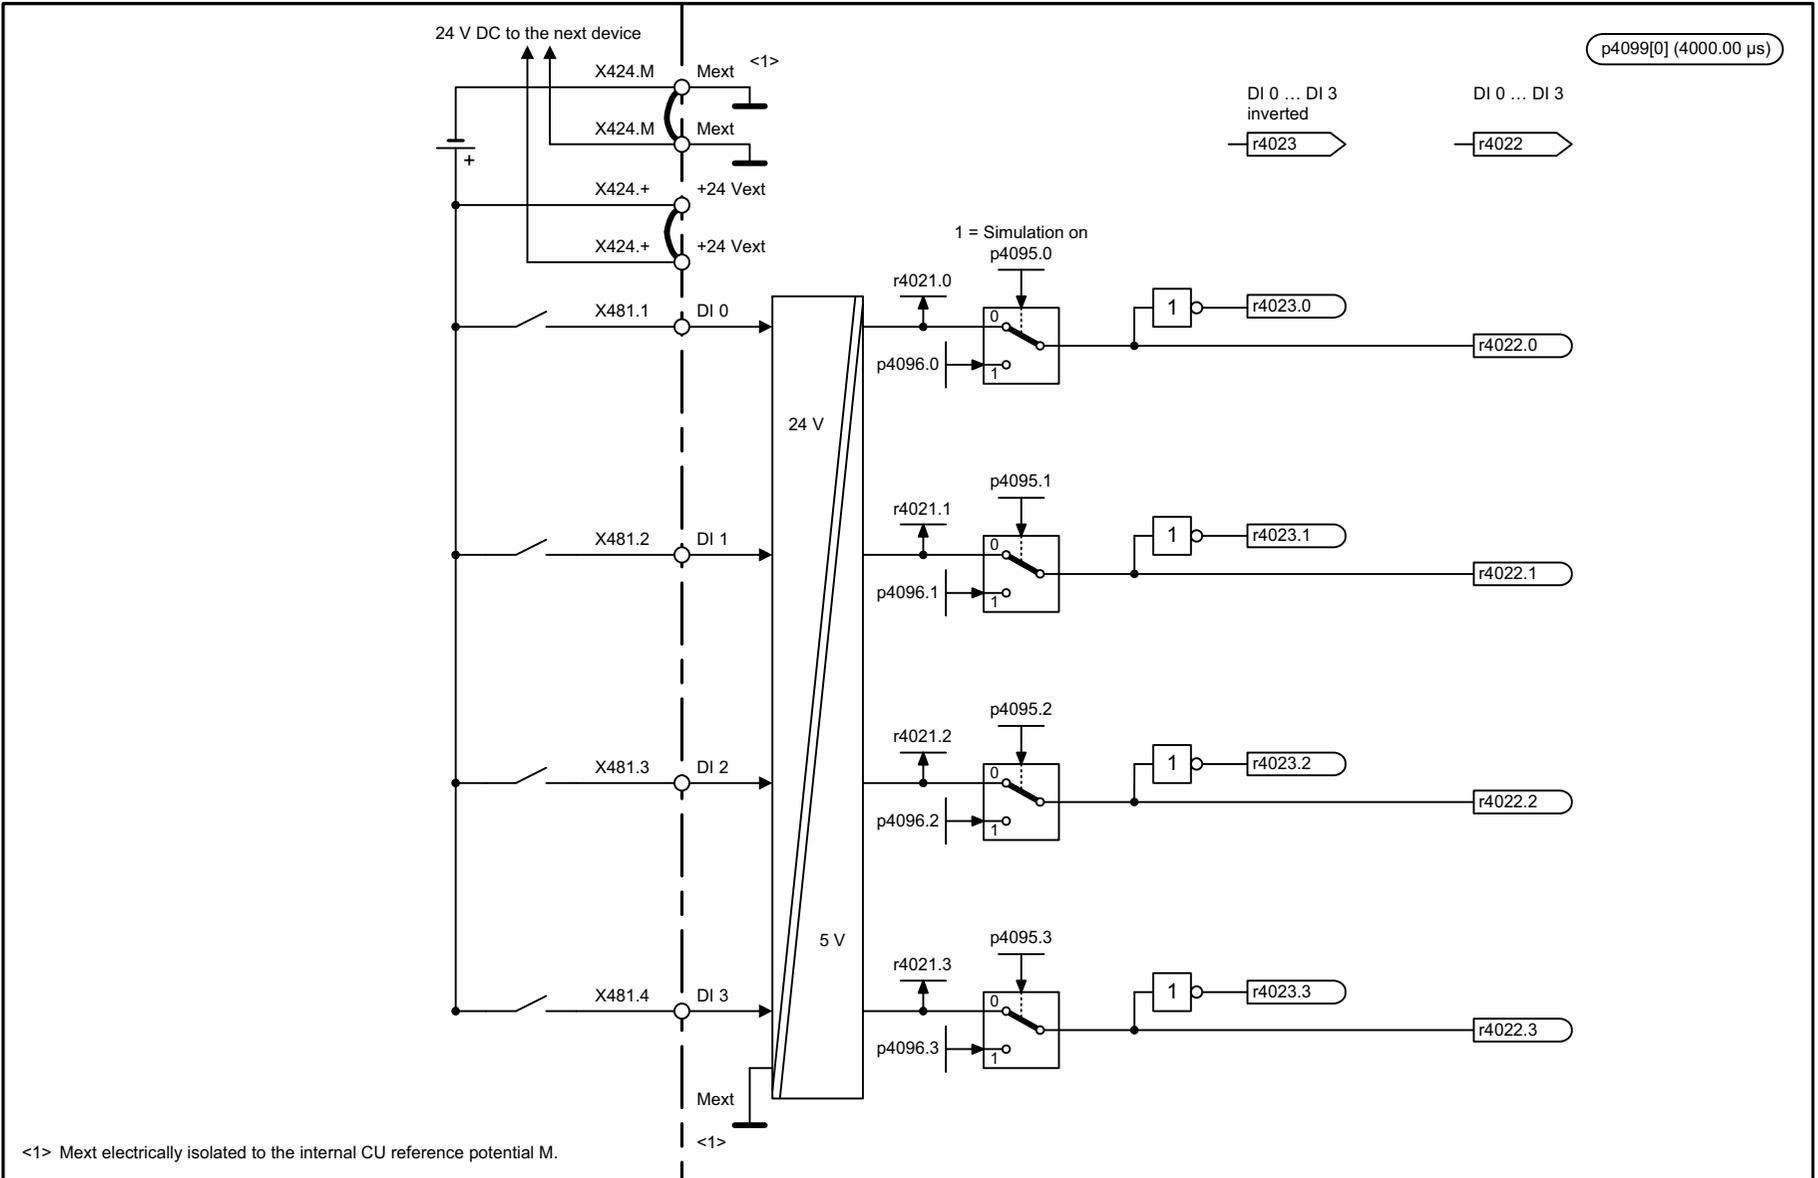 24 V DC to the next device
p4099[0] (4000.00 µs)
X424.M Mext <1>
DI 0 … DI 3
inverted
DI 0 … DI 3
X424.M Mext
r4023
r4022
+
X424.+ +24 Vext
X424.+ +24 Vext
1 = Simulation on
p4095.0
r4021.0
X481.1 DI 0
0
1
r4023.0
r4022.0
p4096.0
1
24 V
p4095.1
r4021.1
X481.2 DI 1
0
1
r4023.1
r4022.1
p4096.1
1
p4095.2
r4021.2
X481.3 DI 2
0
1
r4023.2
r4022.2
p4096.2
1
5 V
p4095.3
r4021.3
X481.4 DI 3
0
1
r4023.3
r4022.3
p4096.3
1
Mext
<1>
<1> Mext electrically isolated to the internal CU reference potential M.